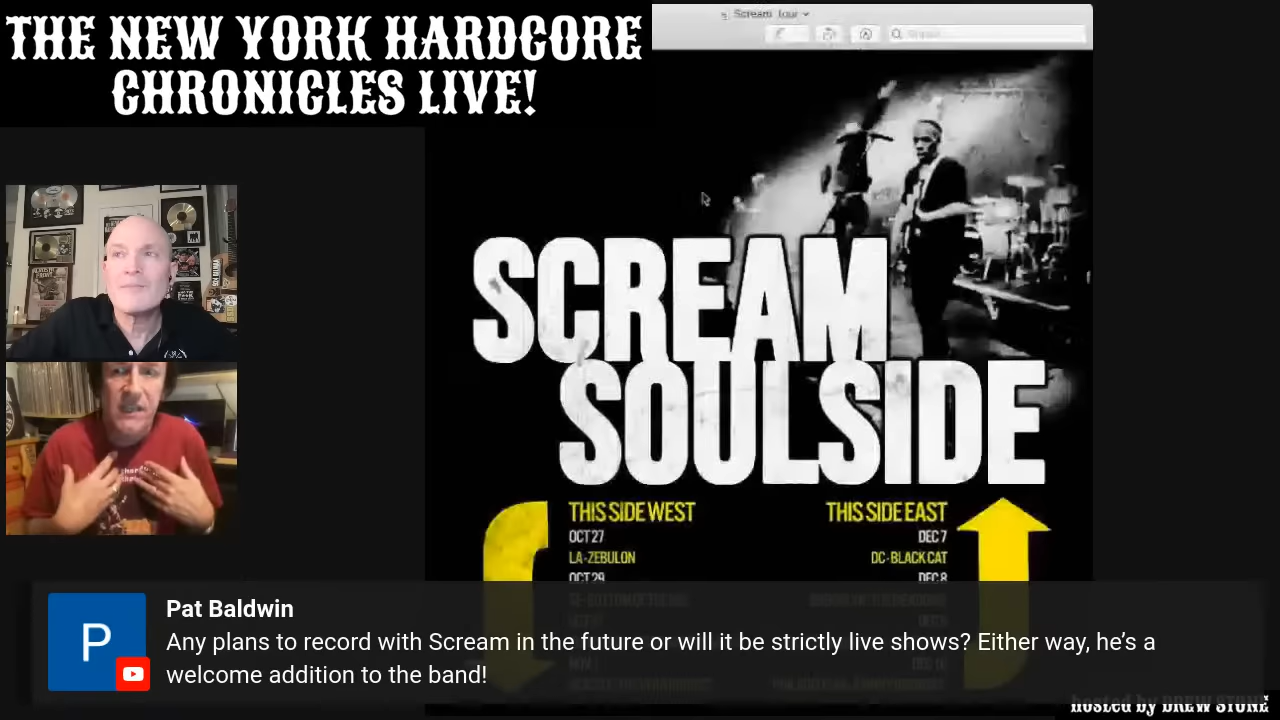 THE NEW YORK HARDCORE
CHRONICLES LIVE!
Scream Tour
SCREAM
SOULSIDE
THIS SIDE WEST
OCT 27
LA-ZEBULON
OCT 29
THIS SIDE EAST
DEC 7
DC-BLACK CAT
DEC 8
P
Pat Baldwin
Any plans to record with Scream in the future or will it be strictly live shows? Either way, he's a
welcome addition to the band!
hosted by DREW STONE